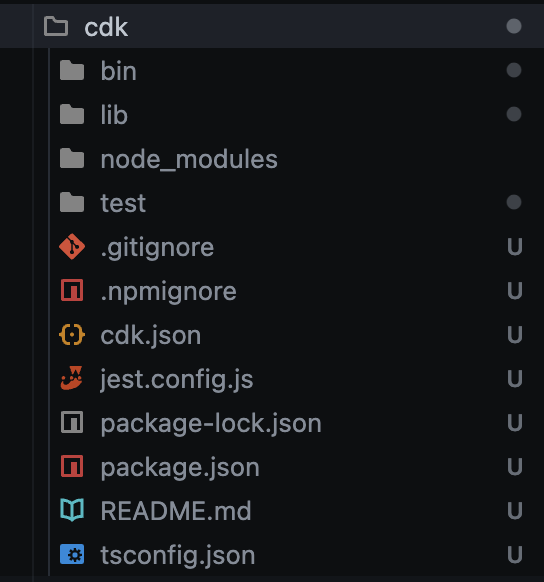 cdk
bin
lib
node_modules
test
.gitignore U
.npmignore U
cdk.json U
jest.config.js U
package-lock.json U
package.json U
README.md U
tsconfig.json U